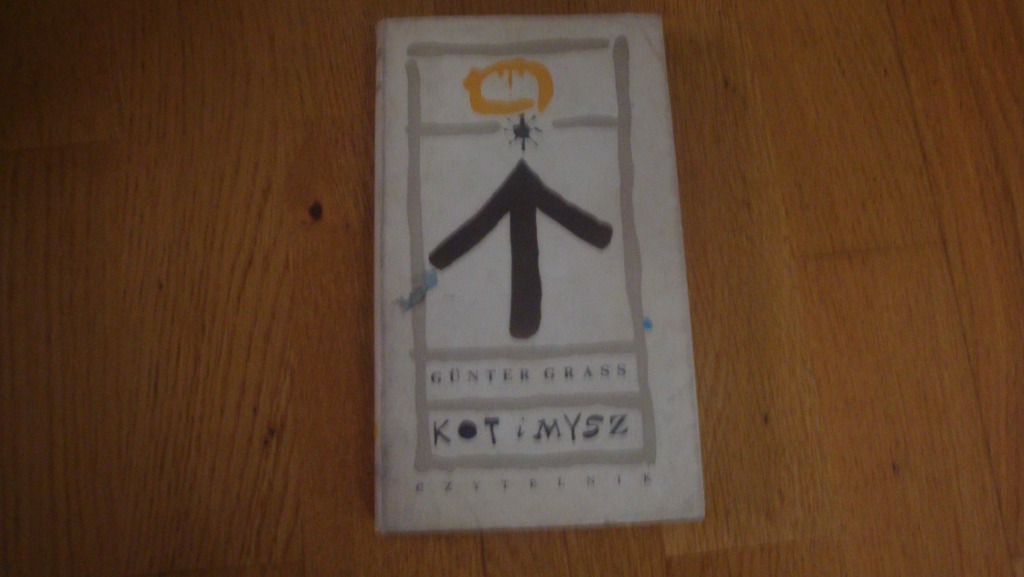 GÜNTER GRASS
KOT i MYSZ
CZYTELNIK